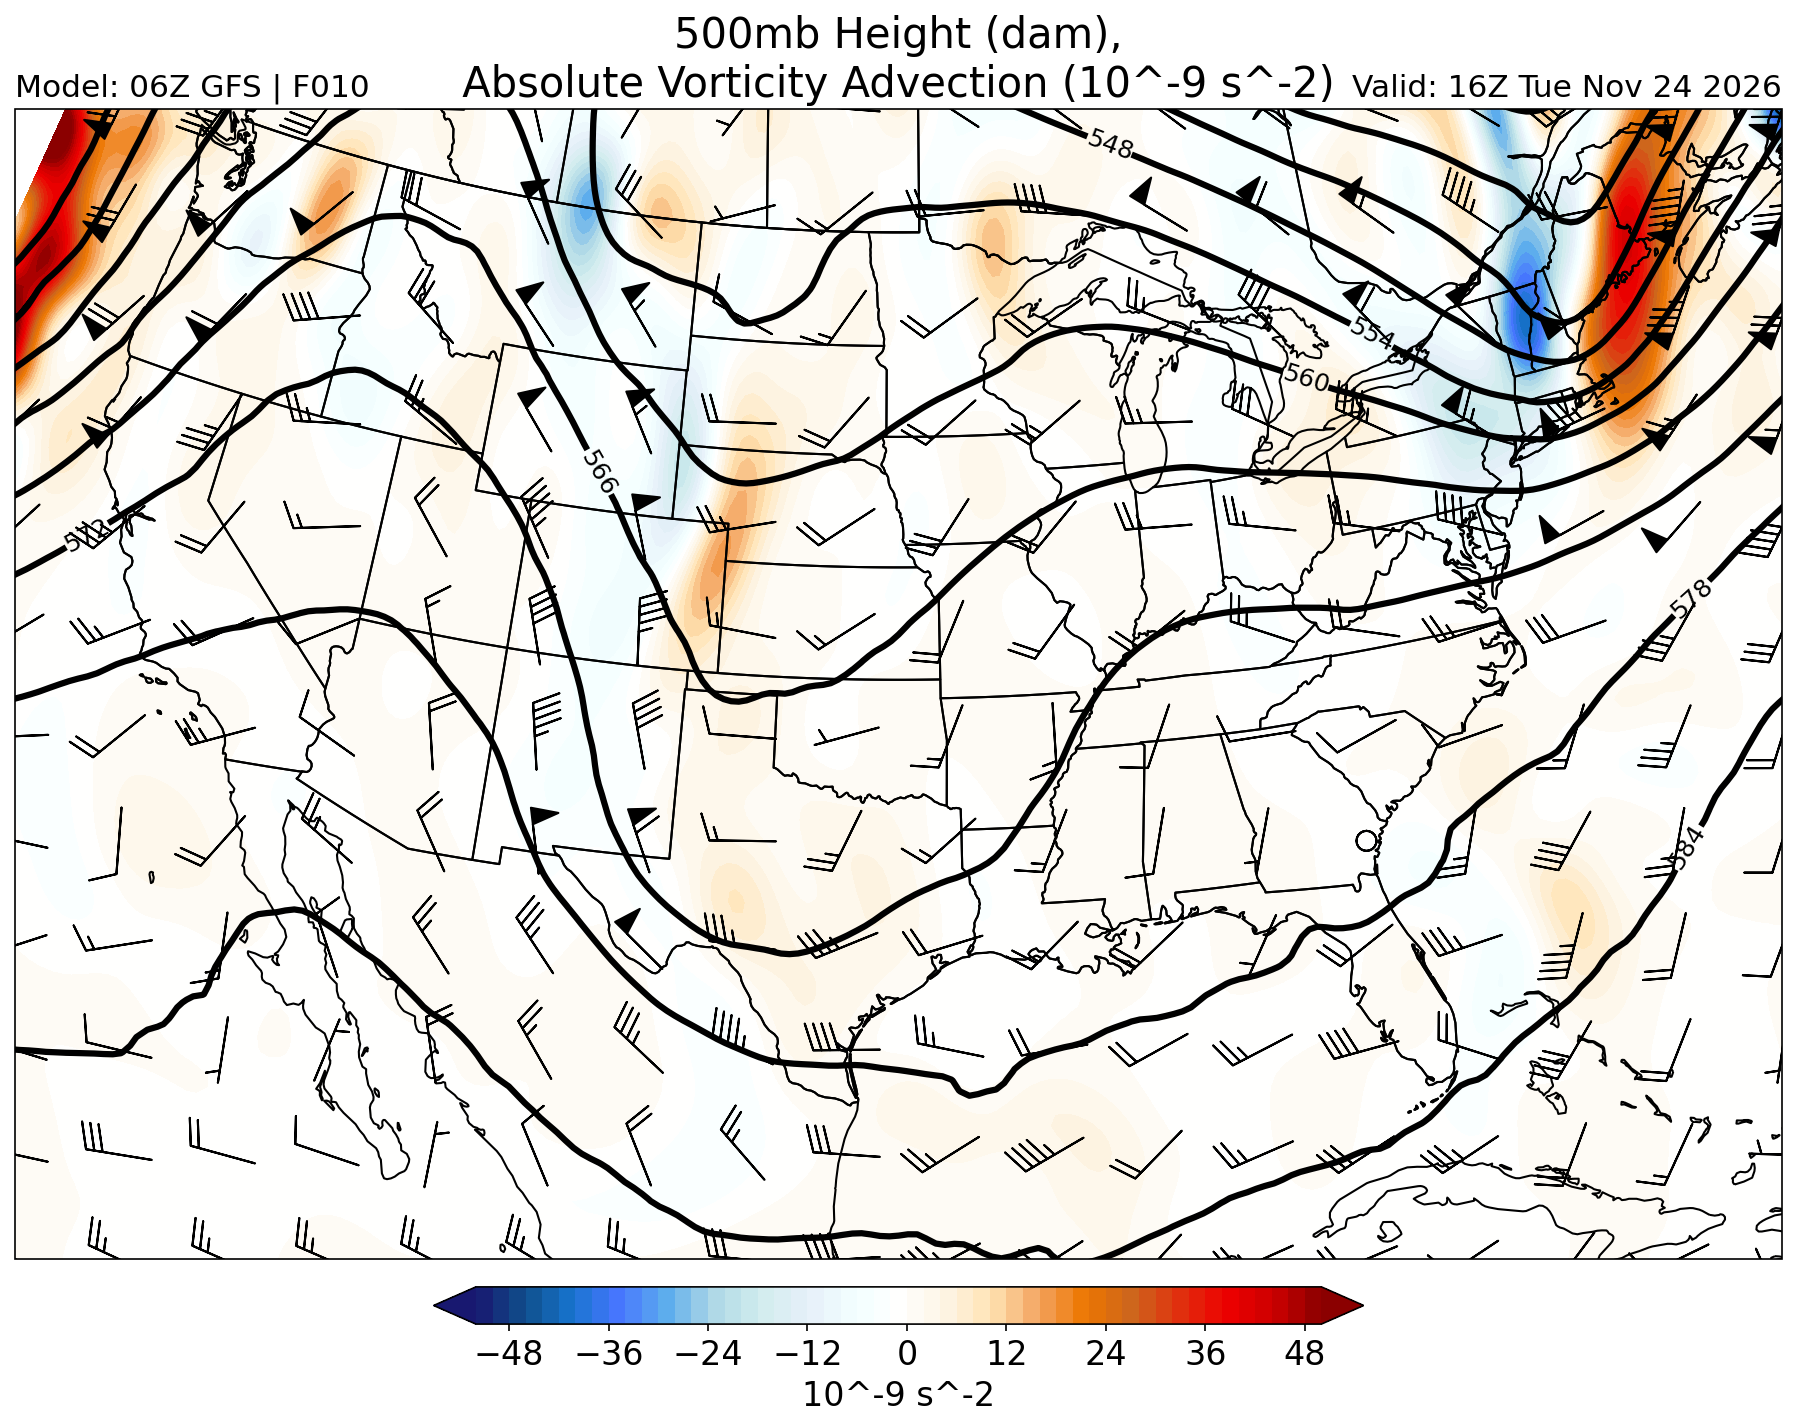 500mb Height (dam),
Model: 06Z GFS | F010
Absolute Vorticity Advection (10^-9 s^-2)
Valid: 16Z Tue Nov 24 2026
548
554
560
566
572
578
584
−48 −36 −24 −12 0 12 24 36 48
10^-9 s^-2